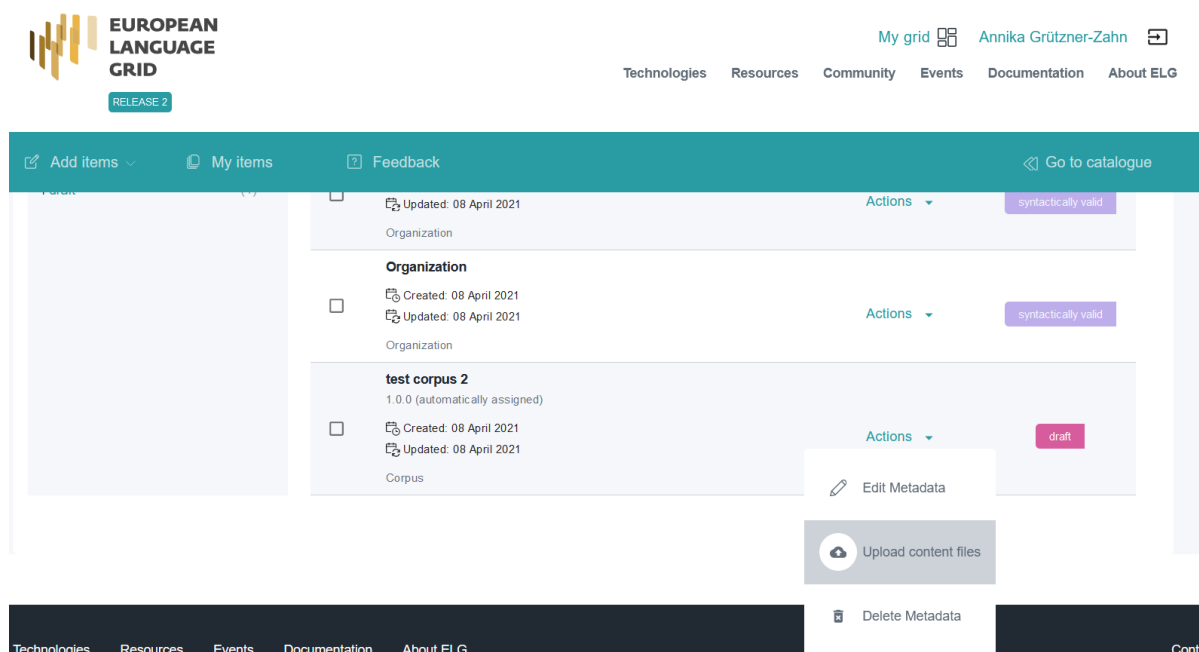 EUROPEAN
LANGUAGE
GRID
RELEASE 2
My grid Annika Grützner-Zahn
Technologies Resources Community Events Documentation About ELG
Add items My items Feedback Go to catalogue
Updated: 08 April 2021 Actions syntactically valid
Organization
Organization
Created: 08 April 2021
Updated: 08 April 2021 Actions syntactically valid
Organization
test corpus 2
1.0.0 (automatically assigned)
Created: 08 April 2021
Updated: 08 April 2021 Actions draft
Corpus
Edit Metadata
Upload content files
Delete Metadata
Technologies Resources Events Documentation About ELG Cont